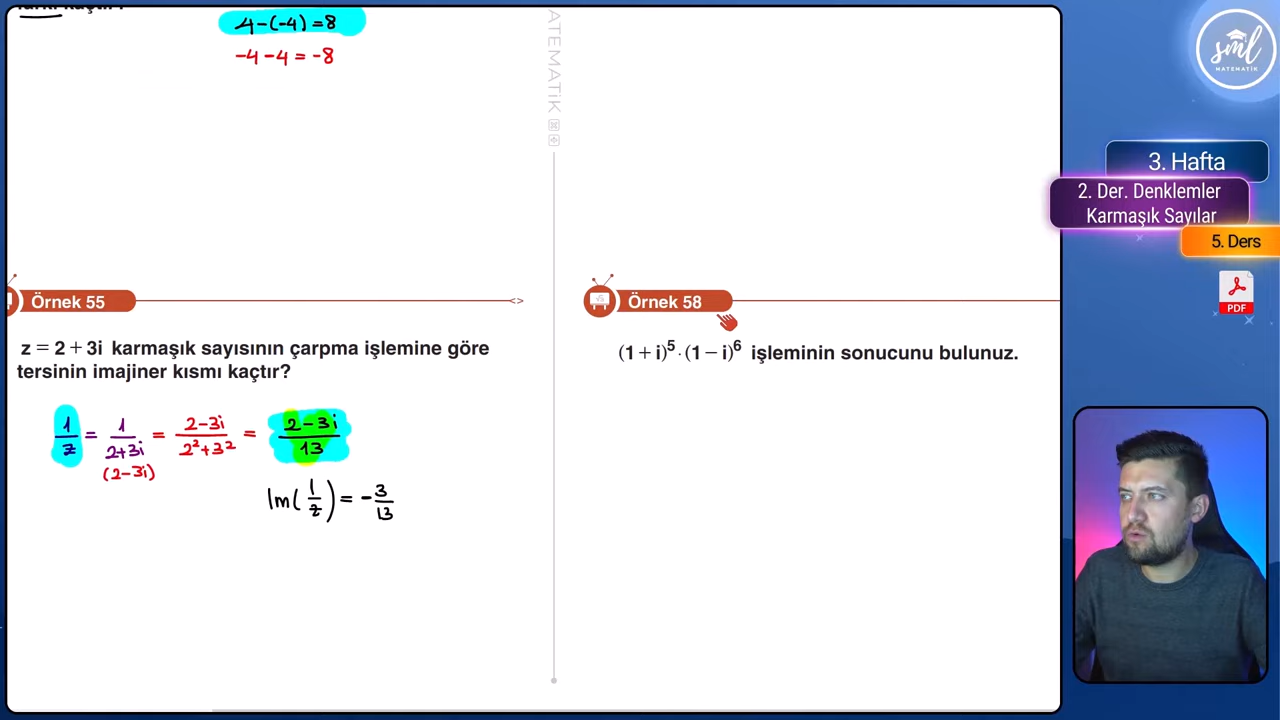 4-(-4) = 8
-4-4 = -8
ATEMATİK
Örnek 55
z = 2 + 3i karmaşık sayısının çarpma işlemine göre
tersinin imajiner kısmı kaçtır?
1/z = 1/(2+3i) = (2-3i)/(2²+3²) = (2-3i)/13
(2-3i)
Im(1/z) = -3/13
Örnek 58
(1 + i)⁵ · (1 − i)⁶ işleminin sonucunu bulunuz.
sml
MATEMATİK
3. Hafta
2. Der. Denklemler
Karmaşık Sayılar
5. Ders
PDF